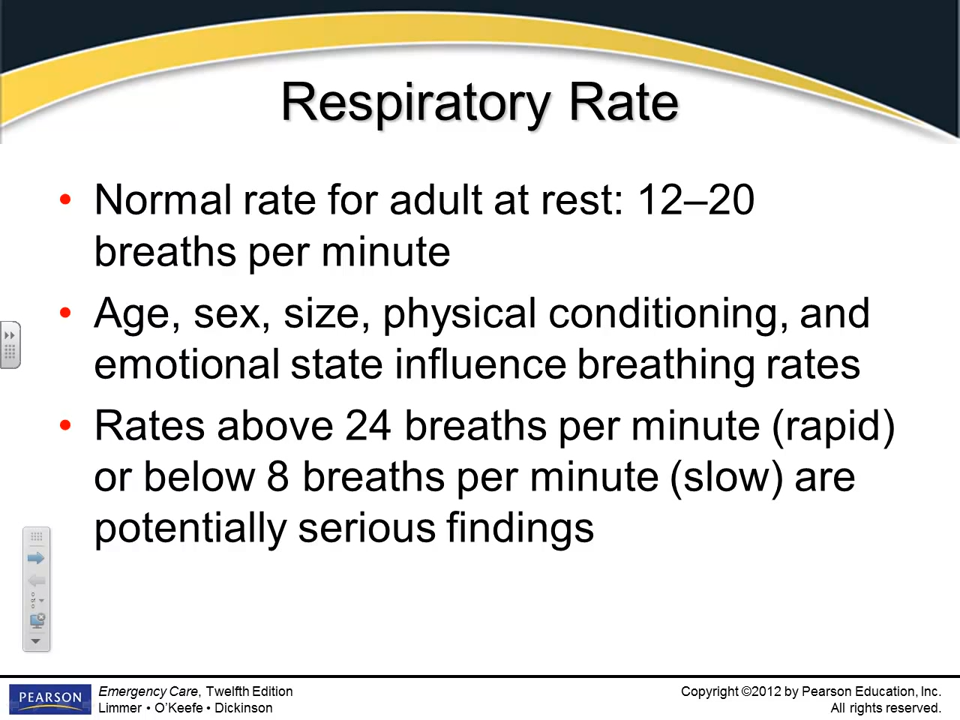 Respiratory Rate
• Normal rate for adult at rest: 12–20
breaths per minute
• Age, sex, size, physical conditioning, and
emotional state influence breathing rates
• Rates above 24 breaths per minute (rapid)
or below 8 breaths per minute (slow) are
potentially serious findings
PEARSON
Emergency Care, Twelfth Edition
Limmer • O'Keefe • Dickinson
Copyright ©2012 by Pearson Education, Inc.
All rights reserved.